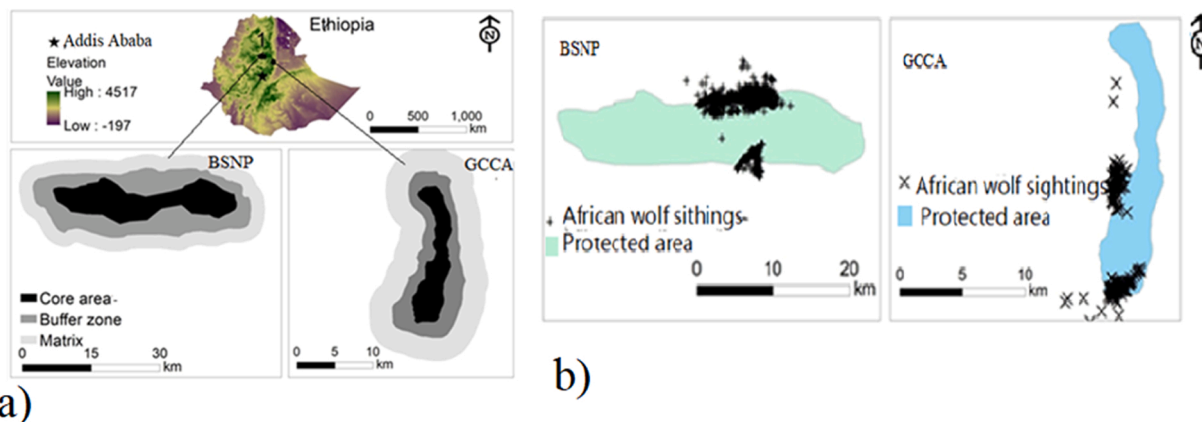 Ethiopia
N
★ Addis Ababa
Elevation
Value
High : 4517
Low : -197
1
0 500 1,000
km
BSNP
Core area-
Buffer zone
Matrix
0 15 30
km
GCCA
0 5 10
km
a)
BSNP
+ African wolf sithings-
Protected area
0 10 20
km
b)
N
GCCA
× African wolf sightings
Protected area
0 5 10
km